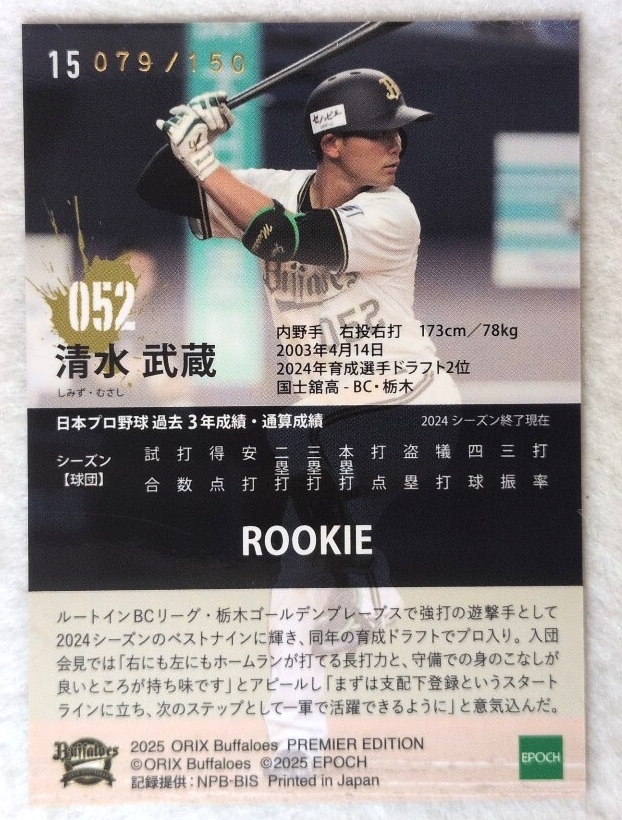 15 079/150
セノッピー
Buffaloes
052
052
清水 武蔵
しみず・むさし
内野手 右投右打 173cm/78kg
2003年4月14日
2024年育成選手ドラフト2位
国士舘高 - BC・栃木
日本プロ野球 過去3年成績・通算成績 2024 シーズン終了現在
シーズン【球団】 試合 打数 得点 安打 二塁打 三塁打 本塁打 打点 盗塁 犠打 四球 三振 打率
ROOKIE
ルートインBCリーグ・栃木ゴールデンブレーブスで強打の遊撃手として
2024シーズンのベストナインに輝き、同年の育成ドラフトでプロ入り。入団
会見では「右にも左にもホームランが打てる長打力と、守備での身のこなしが
良いところが持ち味です」とアピールし「まずは支配下登録というスタート
ラインに立ち、次のステップとして一軍で活躍できるように」と意気込んだ。
Buffaloes
2025 ORIX Buffaloes PREMIER EDITION
©ORIX Buffaloes ©2025 EPOCH
記録提供:NPB-BIS Printed in Japan
EPOCH